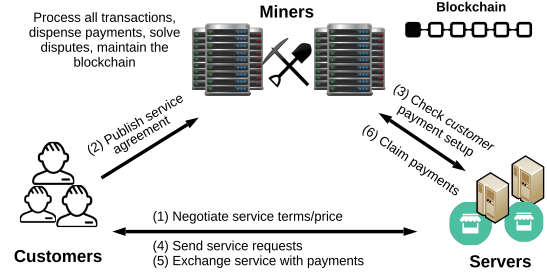 Process all transactions,
dispense payments, solve
disputes, maintain the
blockchain
Miners
Blockchain
(2) Publish service
agreement
(3) Check customer
payment setup
(6) Claim payments
(1) Negotiate service terms/price
(4) Send service requests
(5) Exchange service with payments
Customers
Servers